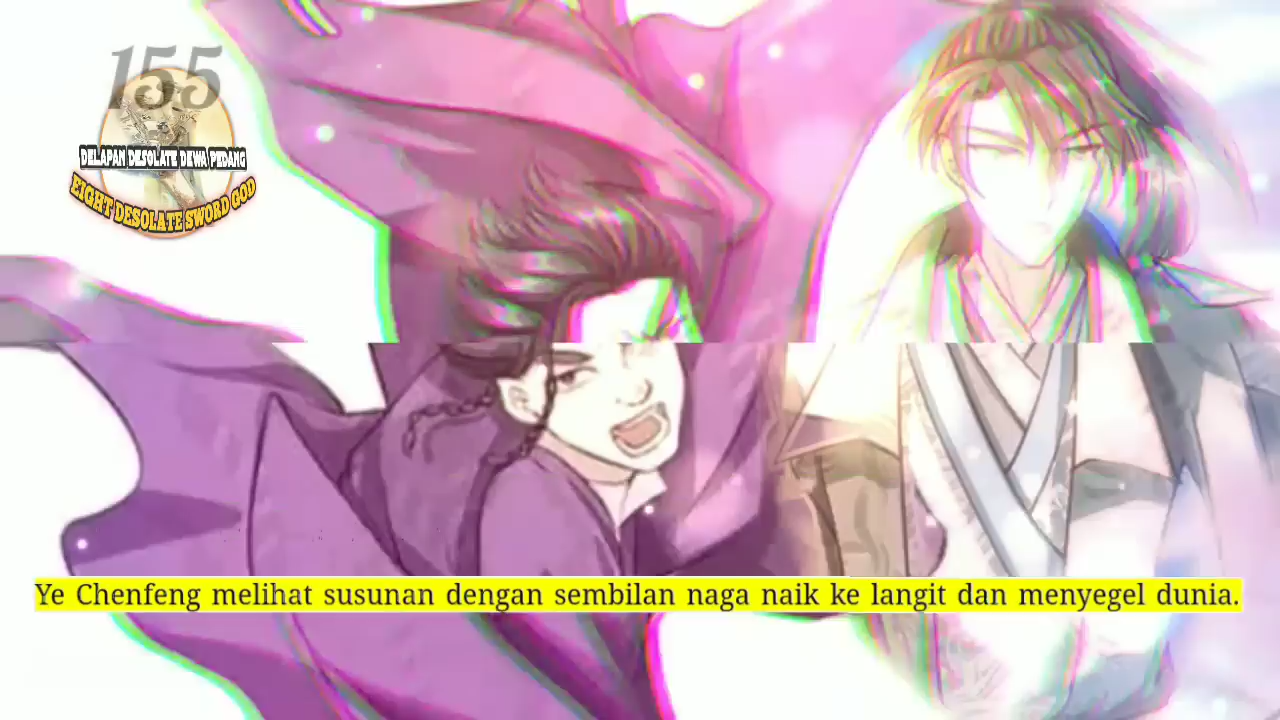 155
DELAPAN DESOLATE DEWA PEDANG
EIGHT DESOLATE SWORD GOD
Ye Chenfeng melihat susunan dengan sembilan naga naik ke langit dan menyegel dunia.